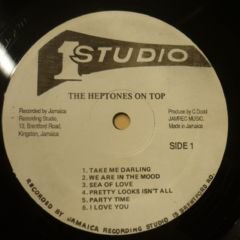 1
STUDIO
THE HEPTONES ON TOP
Recorded by Jamaica
Recording Studio,
13, Brentford Road,
Kingston, Jamaica
Produce by C.Dodd
JAMREC MUSIC.
Made in Jamaica
SIDE 1
1. TAKE ME DARLING
2. WE ARE IN THE MOOD
3. SEA OF LOVE
4. PRETTY LOOKS ISN'T ALL
5. PARTY TIME
6. I LOVE YOU
RECORDED BY JAMAICA RECORDING STUDIO IS BRENTFORD RD.